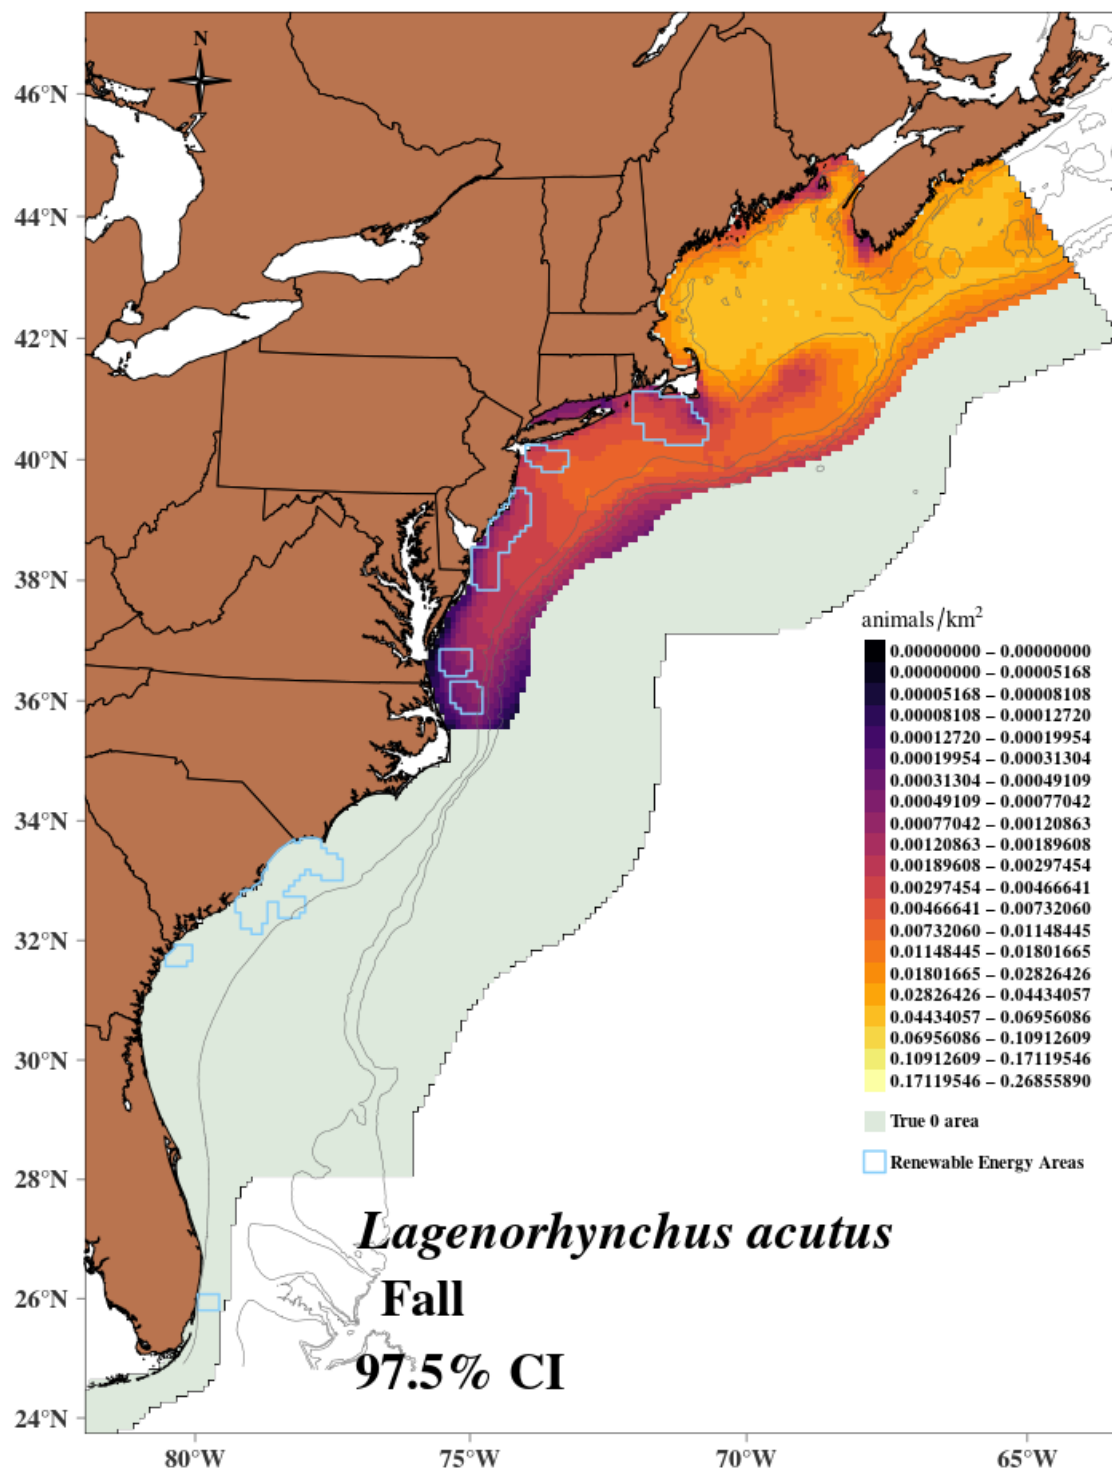 N
46°N
44°N
42°N
40°N
38°N
36°N
34°N
32°N
30°N
28°N
26°N
24°N
80°W
75°W
70°W
65°W
animals/km²
0.00000000 – 0.00000000
0.00000000 – 0.00005168
0.00005168 – 0.00008108
0.00008108 – 0.00012720
0.00012720 – 0.00019954
0.00019954 – 0.00031304
0.00031304 – 0.00049109
0.00049109 – 0.00077042
0.00077042 – 0.00120863
0.00120863 – 0.00189608
0.00189608 – 0.00297454
0.00297454 – 0.00466641
0.00466641 – 0.00732060
0.00732060 – 0.01148445
0.01148445 – 0.01801665
0.01801665 – 0.02826426
0.02826426 – 0.04434057
0.04434057 – 0.06956086
0.06956086 – 0.10912609
0.10912609 – 0.17119546
0.17119546 – 0.26855890
True 0 area
Renewable Energy Areas
Lagenorhynchus acutus
Fall
97.5% CI